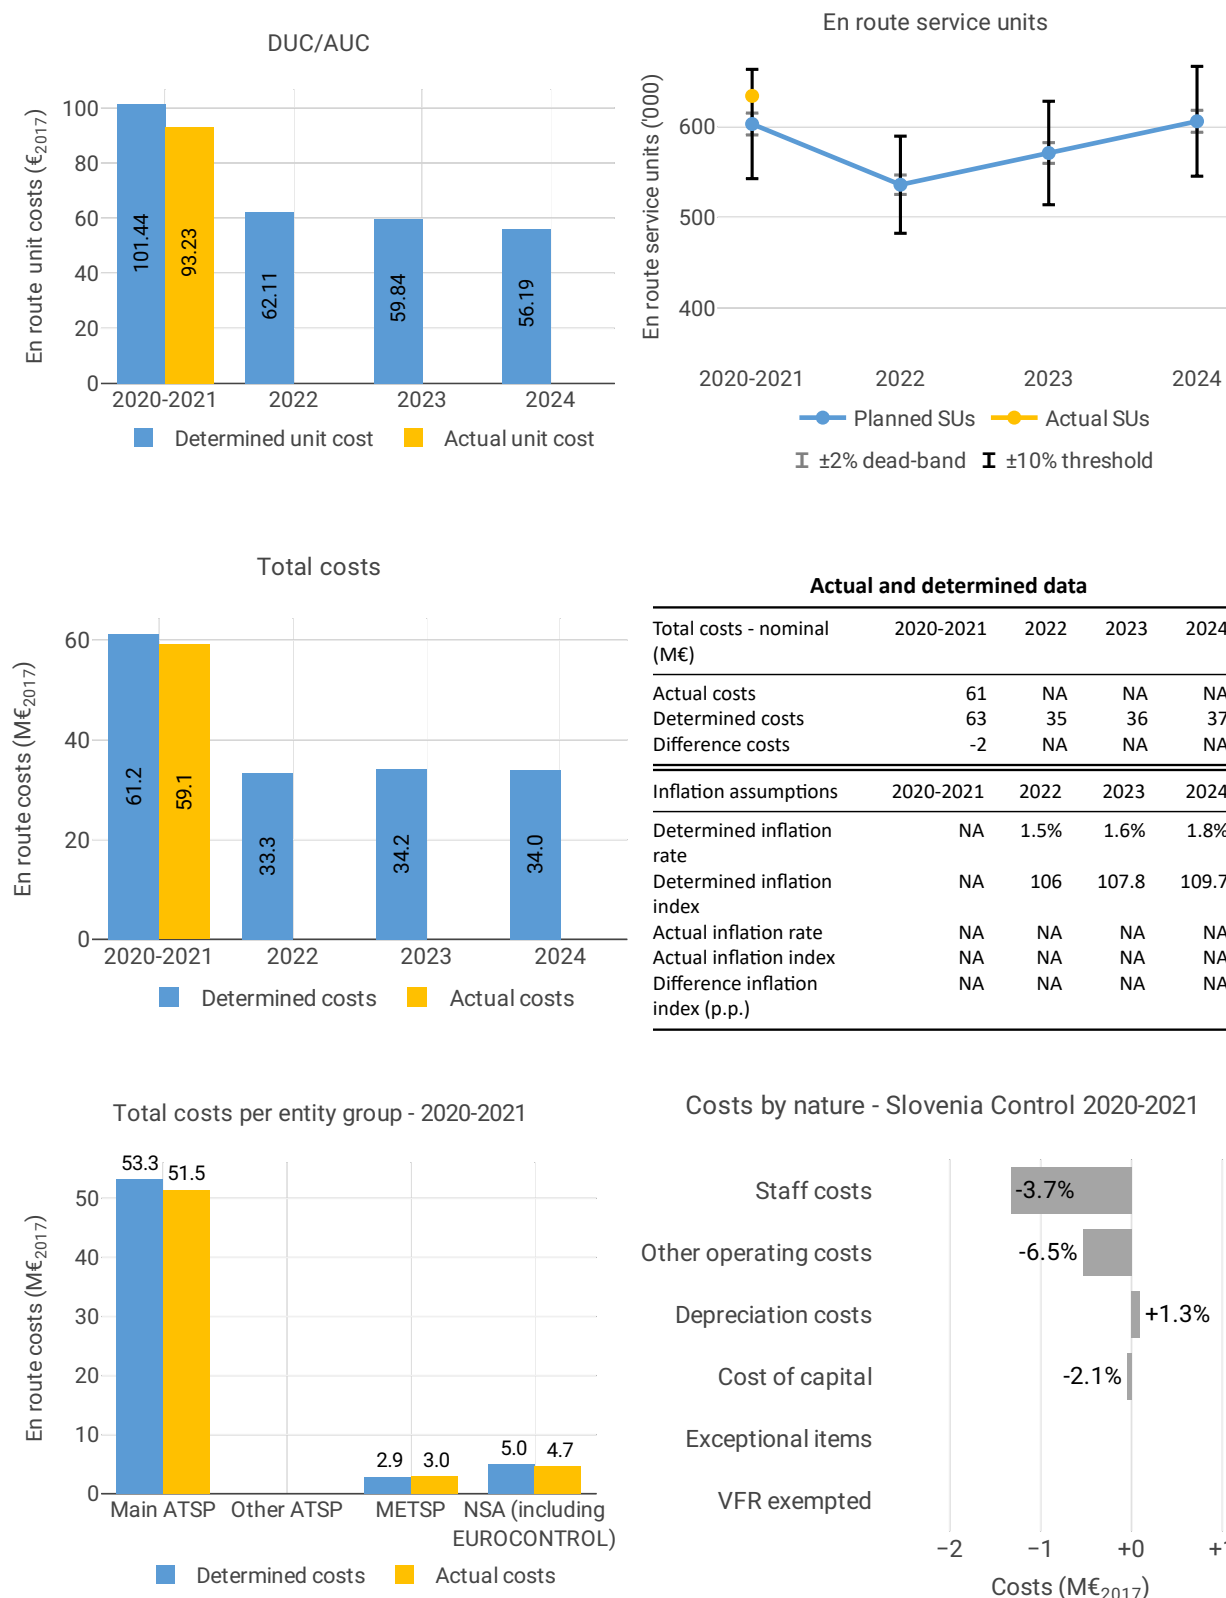 DUC/AUC
En route unit costs (€2017)
100
80
60
40
20
0
101.44
93.23
62.11
59.84
56.19
2020-2021 2022 2023 2024
Determined unit cost Actual unit cost
En route service units
En route service units ('000)
600
500
400
2020-2021 2022 2023 2024
Planned SUs Actual SUs
±2% dead-band ±10% threshold
Total costs
En route costs (M€2017)
60
40
20
0
61.2
59.1
33.3
34.2
34.0
2020-2021 2022 2023 2024
Determined costs Actual costs
Actual and determined data
Total costs - nominal 2020-2021 2022 2023 2024
(M€)
Actual costs 61 NA NA NA
Determined costs 63 35 36 37
Difference costs -2 NA NA NA
Inflation assumptions 2020-2021 2022 2023 2024
Determined inflation NA 1.5% 1.6% 1.8%
rate
Determined inflation NA 106 107.8 109.7
index
Actual inflation rate NA NA NA NA
Actual inflation index NA NA NA NA
Difference inflation NA NA NA NA
index (p.p.)
Total costs per entity group - 2020-2021
En route costs (M€2017)
50
40
30
20
10
0
53.3
51.5
2.9 3.0
5.0 4.7
Main ATSP Other ATSP METSP NSA (including
EUROCONTROL)
Determined costs Actual costs
Costs by nature - Slovenia Control 2020-2021
Staff costs -3.7%
Other operating costs -6.5%
Depreciation costs +1.3%
Cost of capital -2.1%
Exceptional items
VFR exempted
−2 −1 +0
Costs (M€2017)